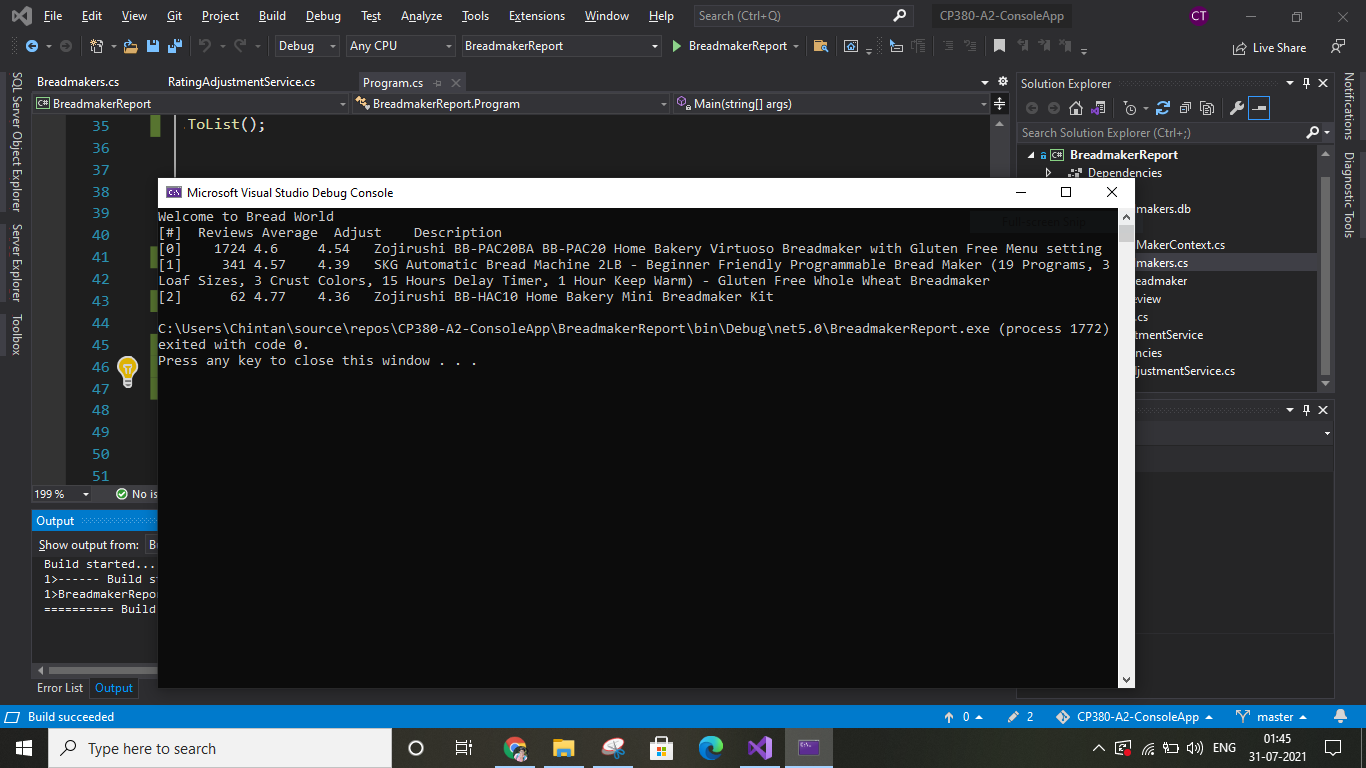 File Edit View Git Project Build Debug Test Analyze Tools Extensions Window Help Search (Ctrl+Q) CP380-A2-ConsoleApp CT
Debug Any CPU BreadmakerReport BreadmakerReport Live Share
Breadmakers.cs RatingAdjustmentService.cs Program.cs
BreadmakerReport BreadmakerReport.Program Main(string[] args)
SQL Server Object Explorer
Server Explorer
Toolbox
35 .ToList();
36
37
38
39
40
41
42
43
44
45
46
47
48
49
50
51
199 % No is
Microsoft Visual Studio Debug Console
Welcome to Bread World
[#] Reviews Average Adjust Description
[0] 1724 4.6 4.54 Zojirushi BB-PAC20BA BB-PAC20 Home Bakery Virtuoso Breadmaker with Gluten Free Menu setting
[1] 341 4.57 4.39 SKG Automatic Bread Machine 2LB - Beginner Friendly Programmable Bread Maker (19 Programs, 3
Loaf Sizes, 3 Crust Colors, 15 Hours Delay Timer, 1 Hour Keep Warm) - Gluten Free Whole Wheat Breadmaker
[2] 62 4.77 4.36 Zojirushi BB-HAC10 Home Bakery Mini Breadmaker Kit
C:\Users\Chintan\source\repos\CP380-A2-ConsoleApp\BreadmakerReport\bin\Debug\net5.0\BreadmakerReport.exe (process 1772)
exited with code 0.
Press any key to close this window . . .
Solution Explorer
Search Solution Explorer (Ctrl+;)
BreadmakerReport
Dependencies
makers.db
MakerContext.cs
makers.cs
eadmaker
eview
.cs
tmentService
ncies
djustmentService.cs
Notifications
Diagnostic Tools
Output
Show output from: B
Build started...
1>------ Build s
1>BreadmakerRepo
========== Build
Error List Output
Build succeeded 0 2 CP380-A2-ConsoleApp master
Type here to search ENG 01:45
31-07-2021